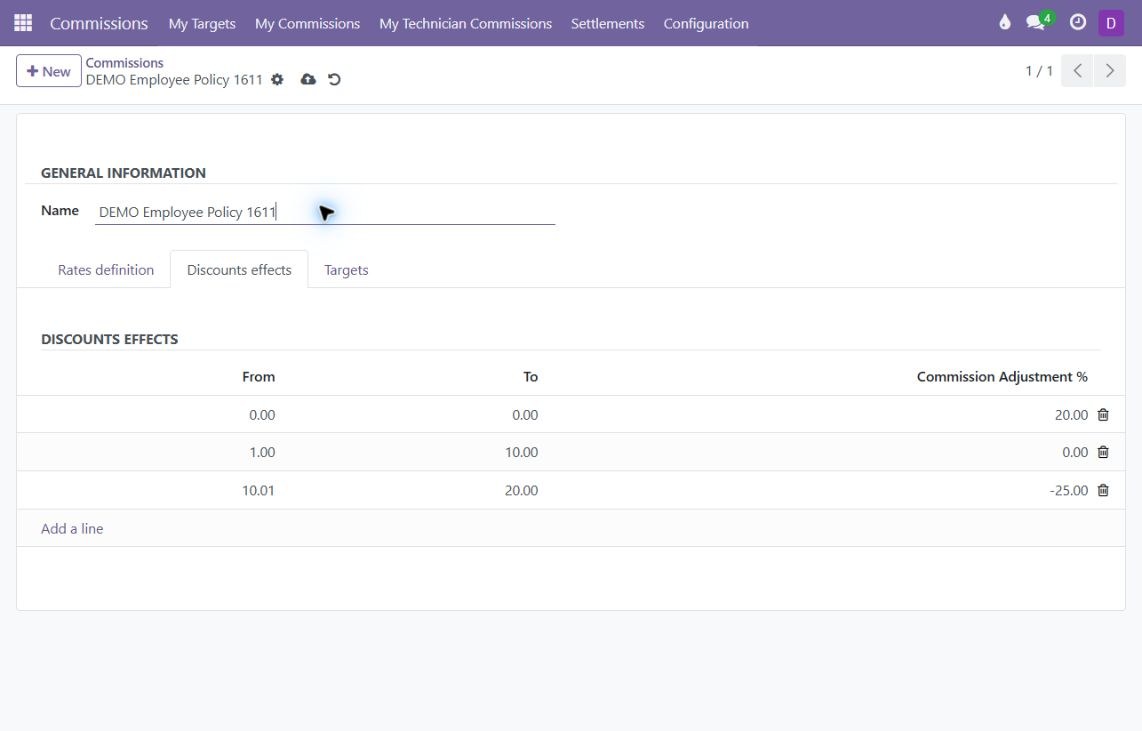 Commissions My Targets My Commissions My Technician Commissions Settlements Configuration 4 D
New
Commissions
DEMO Employee Policy 1611
1 / 1
GENERAL INFORMATION
Name DEMO Employee Policy 1611
Rates definition Discounts effects Targets
DISCOUNTS EFFECTS
From To Commission Adjustment %
0.00 0.00 20.00
1.00 10.00 0.00
10.01 20.00 -25.00
Add a line